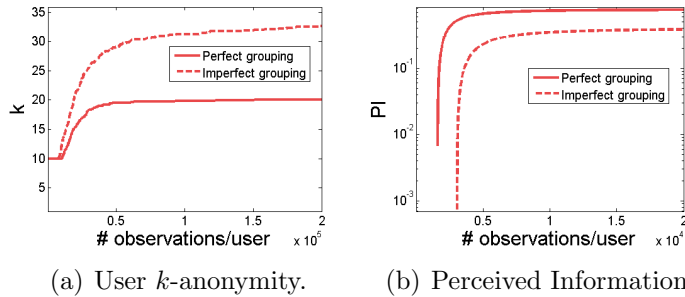 35
30
25
20
15
10
5
k
Perfect grouping
Imperfect grouping
0.5 1 1.5 2
# observations/user x 10^5
(a) User k-anonymity.
10^-1
10^-2
10^-3
PI
Perfect grouping
Imperfect grouping
0.5 1 1.5 2
# observations/user x 10^4
(b) Perceived Information